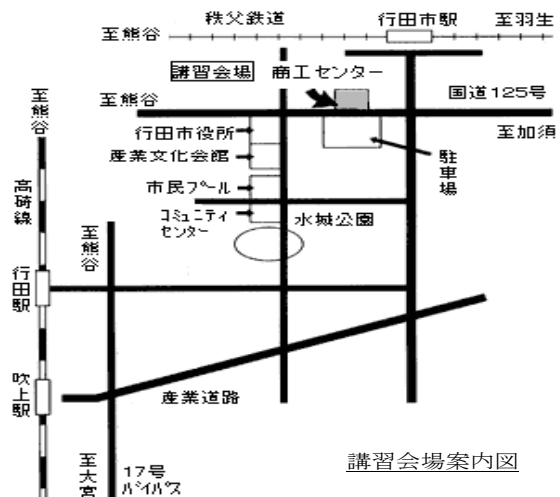 秩父鉄道
行田市駅
至羽生
至熊谷
講習会場
商工センター
国道125号
至熊谷
至加須
行田市役所
産業文化会館
駐車場
市民プール
コミュニティ
センター
水城公園
至熊谷
高碕線
至熊谷
行田駅
吹上駅
産業道路
至大宮
17号
バイパス
講習会場案内図